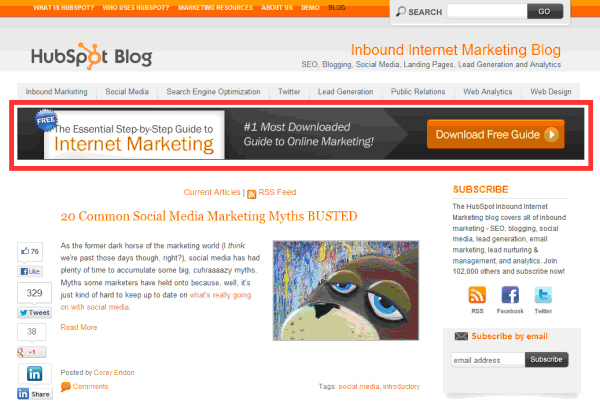 WHAT IS HUBSPOT? WHO USES HUBSPOT? MARKETING RESOURCES ABOUT US DEMO BLOG
SEARCH GO
HubSpot Blog
Inbound Internet Marketing Blog
SEO, Blogging, Social Media, Landing Pages, Lead Generation and Analytics
Inbound Marketing Social Media Search Engine Optimization Twitter Lead Generation Public Relations Web Analytics Web Design
FREE
The Essential Step-by-Step Guide to
Internet Marketing
#1 Most Downloaded
Guide to Online Marketing!
Download Free Guide
Current Articles | RSS Feed
20 Common Social Media Marketing Myths BUSTED
76
Like
329
Tweet
38
+1
in
in Share
As the former dark horse of the marketing world (I think
we're past those days though, right?), social media has had
plenty of time to accumulate some big, cuhraaaazy myths.
Myths some marketers have held onto because, well, it's
just kind of hard to keep up to date on what's really going
on with social media.
Read More
Posted by Corey Eridon
Comments
Tags: social media, introductory
SUBSCRIBE
The HubSpot Inbound Internet
Marketing blog covers all of inbound
marketing - SEO, blogging, social
media, lead generation, email
marketing, lead nurturing &
management, and analytics. Join
102,000 others and subscribe now!
RSS Facebook Twitter
Subscribe by email
email address Subscribe